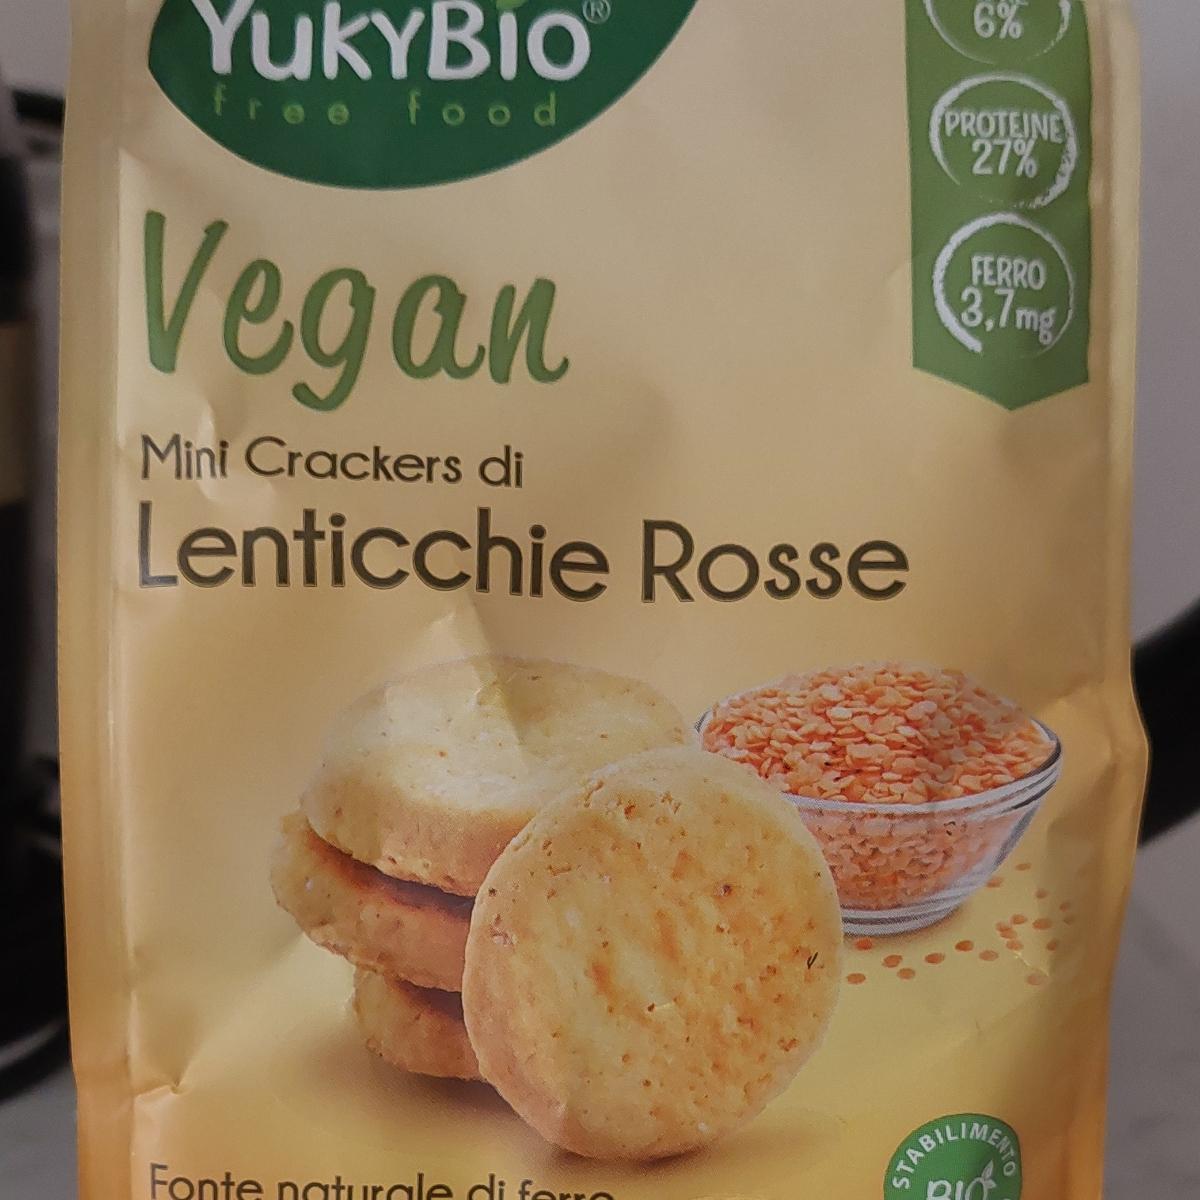 YukyBio®
free food
6%
PROTEINE
27%
FERRO
3,7mg
Vegan
Mini Crackers di
Lenticchie Rosse
Fonte naturale di ferro
STABILIMENTO
BIO